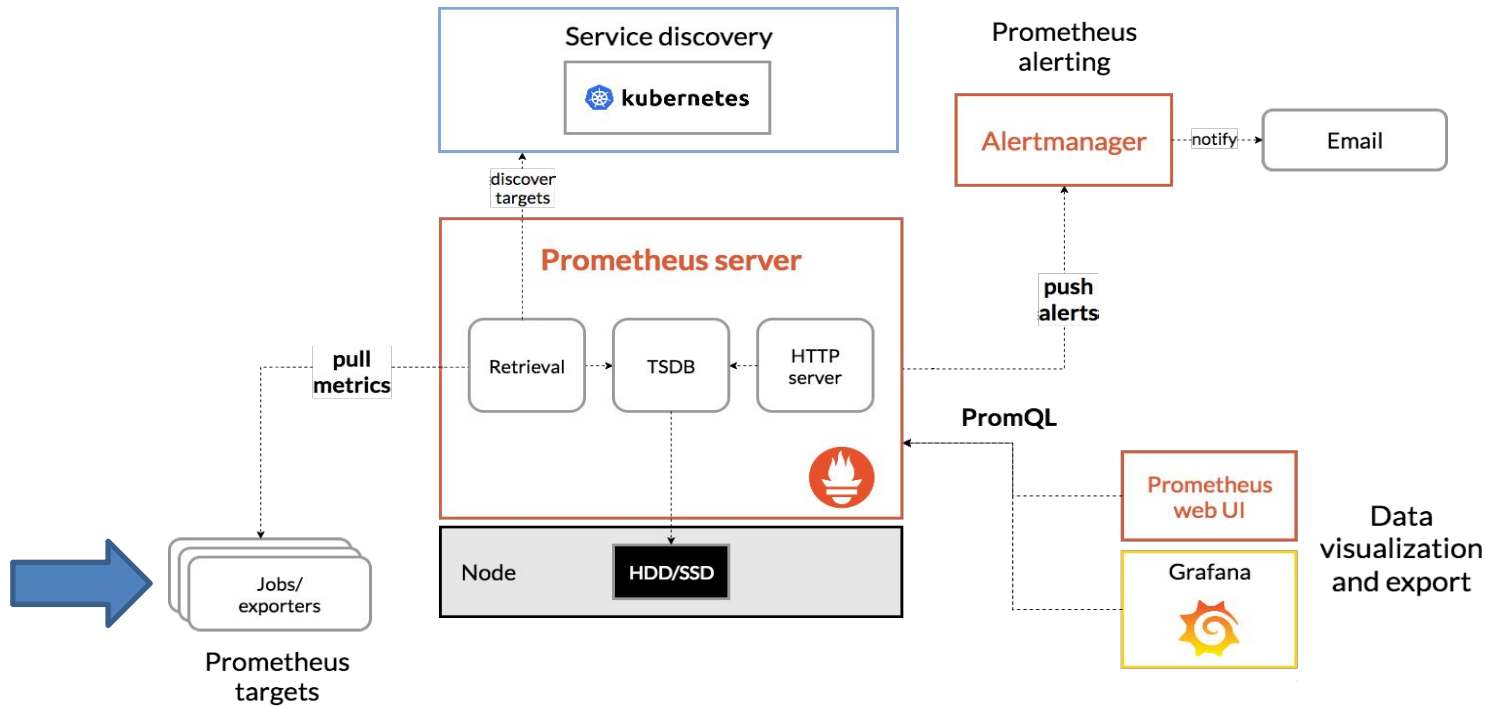 Service discovery
kubernetes
Prometheus
alerting
Alertmanager
notify
Email
discover
targets
Prometheus server
push
alerts
pull
metrics
Retrieval
TSDB
HTTP
server
PromQL
Prometheus
web UI
Data
visualization
and export
Node
HDD/SSD
Grafana
Jobs/
exporters
Prometheus
targets